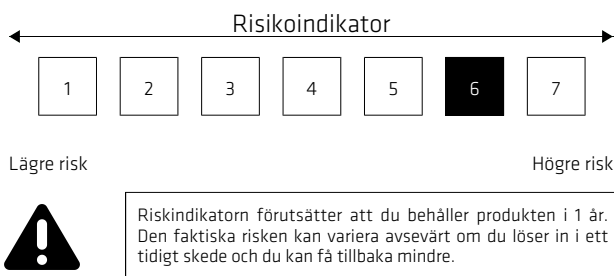 Risikoindikator
1 2 3 4 5 6 7
Lägre risk Högre risk
Riskindikatorn förutsätter att du behåller produkten i 1 år.
Den faktiska risken kan variera avsevärt om du löser in i ett
tidigt skede och du kan få tillbaka mindre.